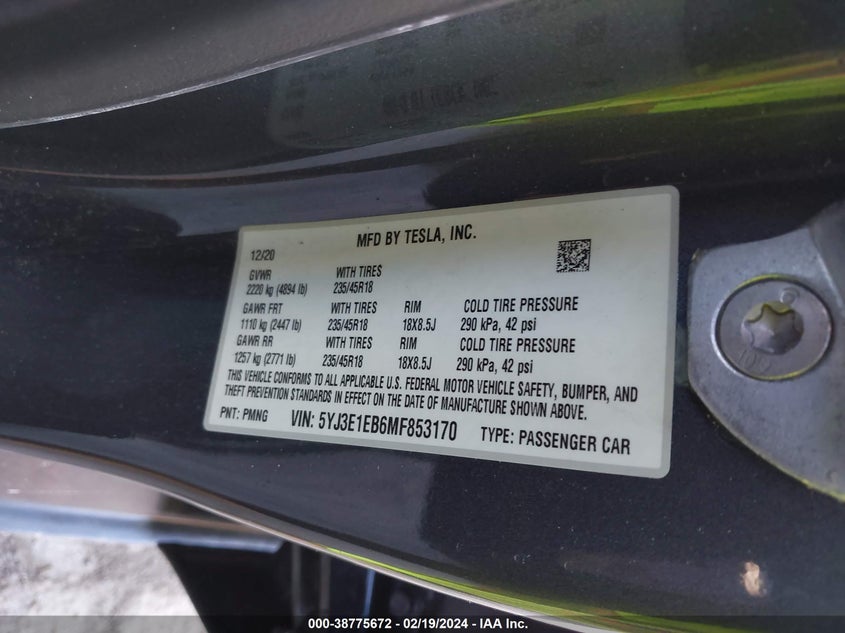 MFD BY TESLA, INC.
12/20
GVWR WITH TIRES
2220 kg (4894 lb) 235/45R18
GAWR FRT WITH TIRES RIM COLD TIRE PRESSURE
1110 kg (2447 lb) 235/45R18 18X8.5J 290 kPa, 42 psi
GAWR RR WITH TIRES RIM COLD TIRE PRESSURE
1257 kg (2771 lb) 235/45R18 18X8.5J 290 kPa, 42 psi
THIS VEHICLE CONFORMS TO ALL APPLICABLE U.S. FEDERAL MOTOR VEHICLE SAFETY, BUMPER, AND
THEFT PREVENTION STANDARDS IN EFFECT ON THE DATE OF MANUFACTURE SHOWN ABOVE.
PNT: PMNG VIN: 5YJ3E1EB6MF853170 TYPE: PASSENGER CAR
000-38775672 - 02/19/2024 - IAA Inc.